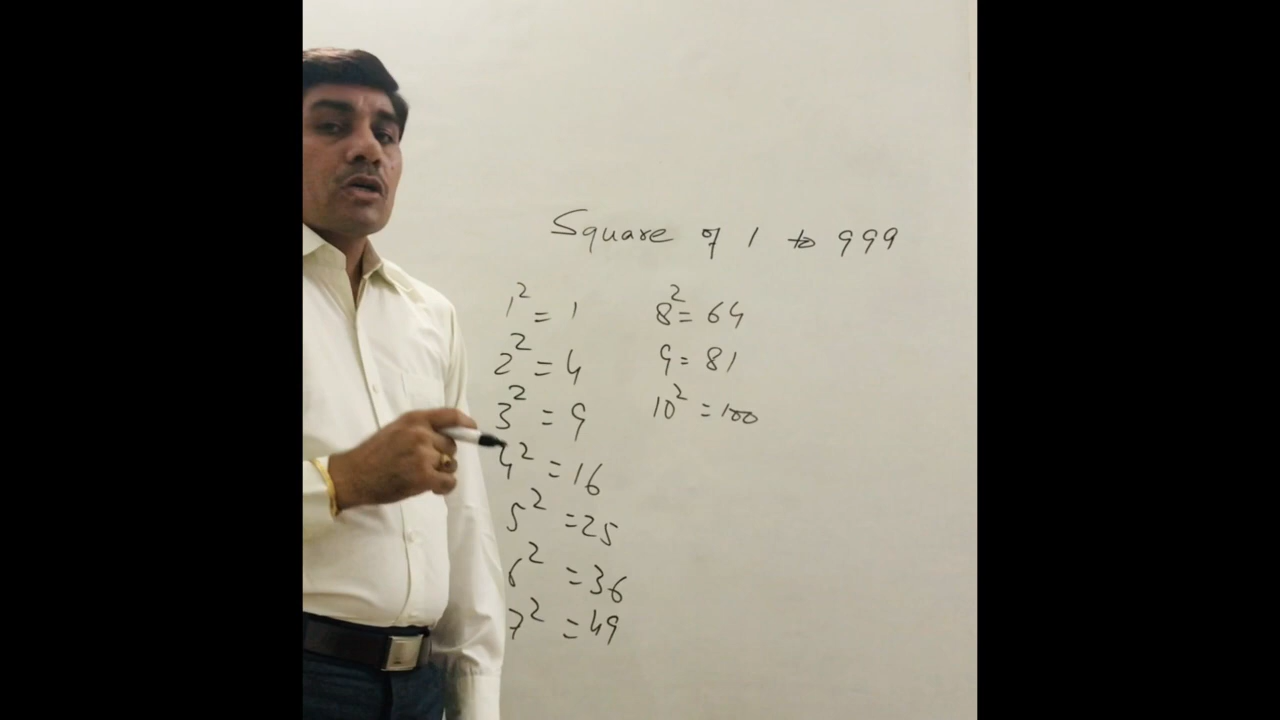 Square of 1 to 999
1² = 1
2² = 4
3² = 9
4² = 16
5² = 25
6² = 36
7² = 49
8² = 64
9 = 81
10² = 100